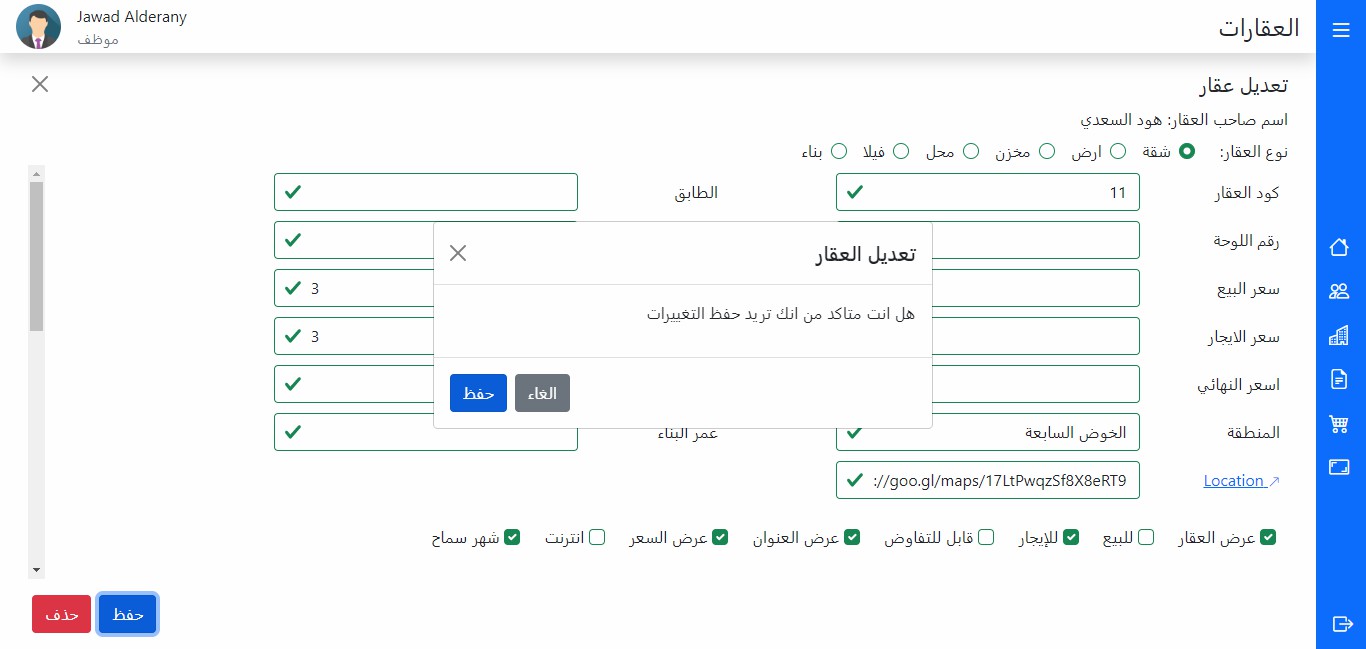 العقارات
Jawad Alderany
موظف
تعديل عقار
اسم صاحب العقار: هود السعدي
نوع العقار: شقة ارض مخزن محل فيلا بناء
كود العقار 11 الطابق
رقم اللوحة
سعر البيع 3
سعر الايجار 3
اسعر النهائي
المنطقة الخوض السابعة عمر البناء
Location ://goo.gl/maps/17LtPwqzSf8X8eRT9
عرض العقار للبيع للإيجار قابل للتفاوض عرض العنوان عرض السعر انترنت شهر سماح
حفظ حذف
تعديل العقار
هل انت متاكد من انك تريد حفظ التغييرات
الغاء حفظ